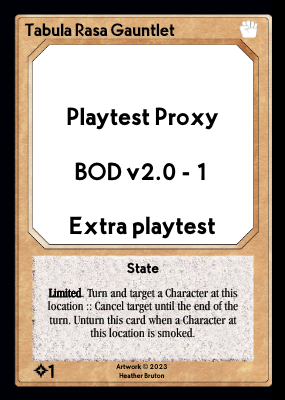 Tabula Rasa Gauntlet
Playtest Proxy
BOD v2.0 - 1
Extra playtest
State
Limited. Turn and target a Character at this
location :: Cancel target until the end of the
turn. Unturn this card when a Character at
this location is smoked.
1
Artwork © 2023
Heather Bruton